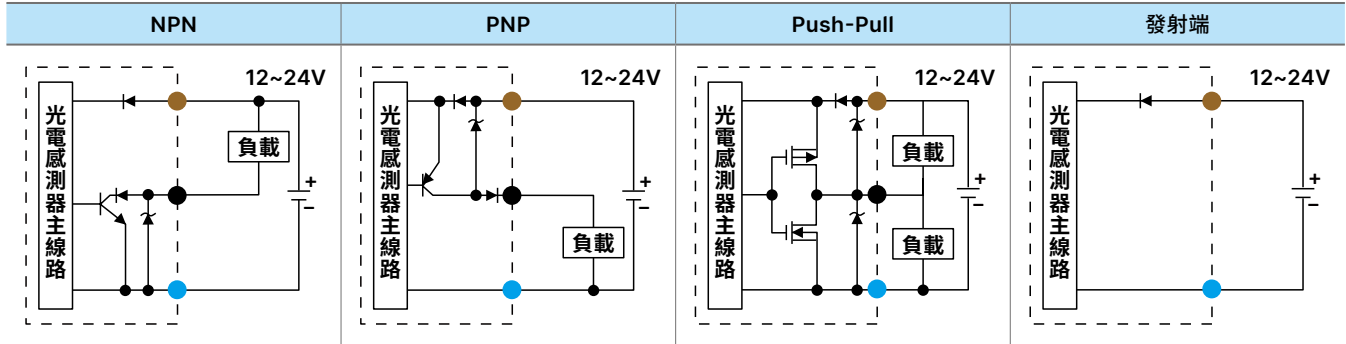 NPN
PNP
Push-Pull
發射端
12~24V
光電感測器主線路
負載
+
−
12~24V
光電感測器主線路
負載
+
−
12~24V
光電感測器主線路
負載
負載
+
−
12~24V
光電感測器主線路
+
−